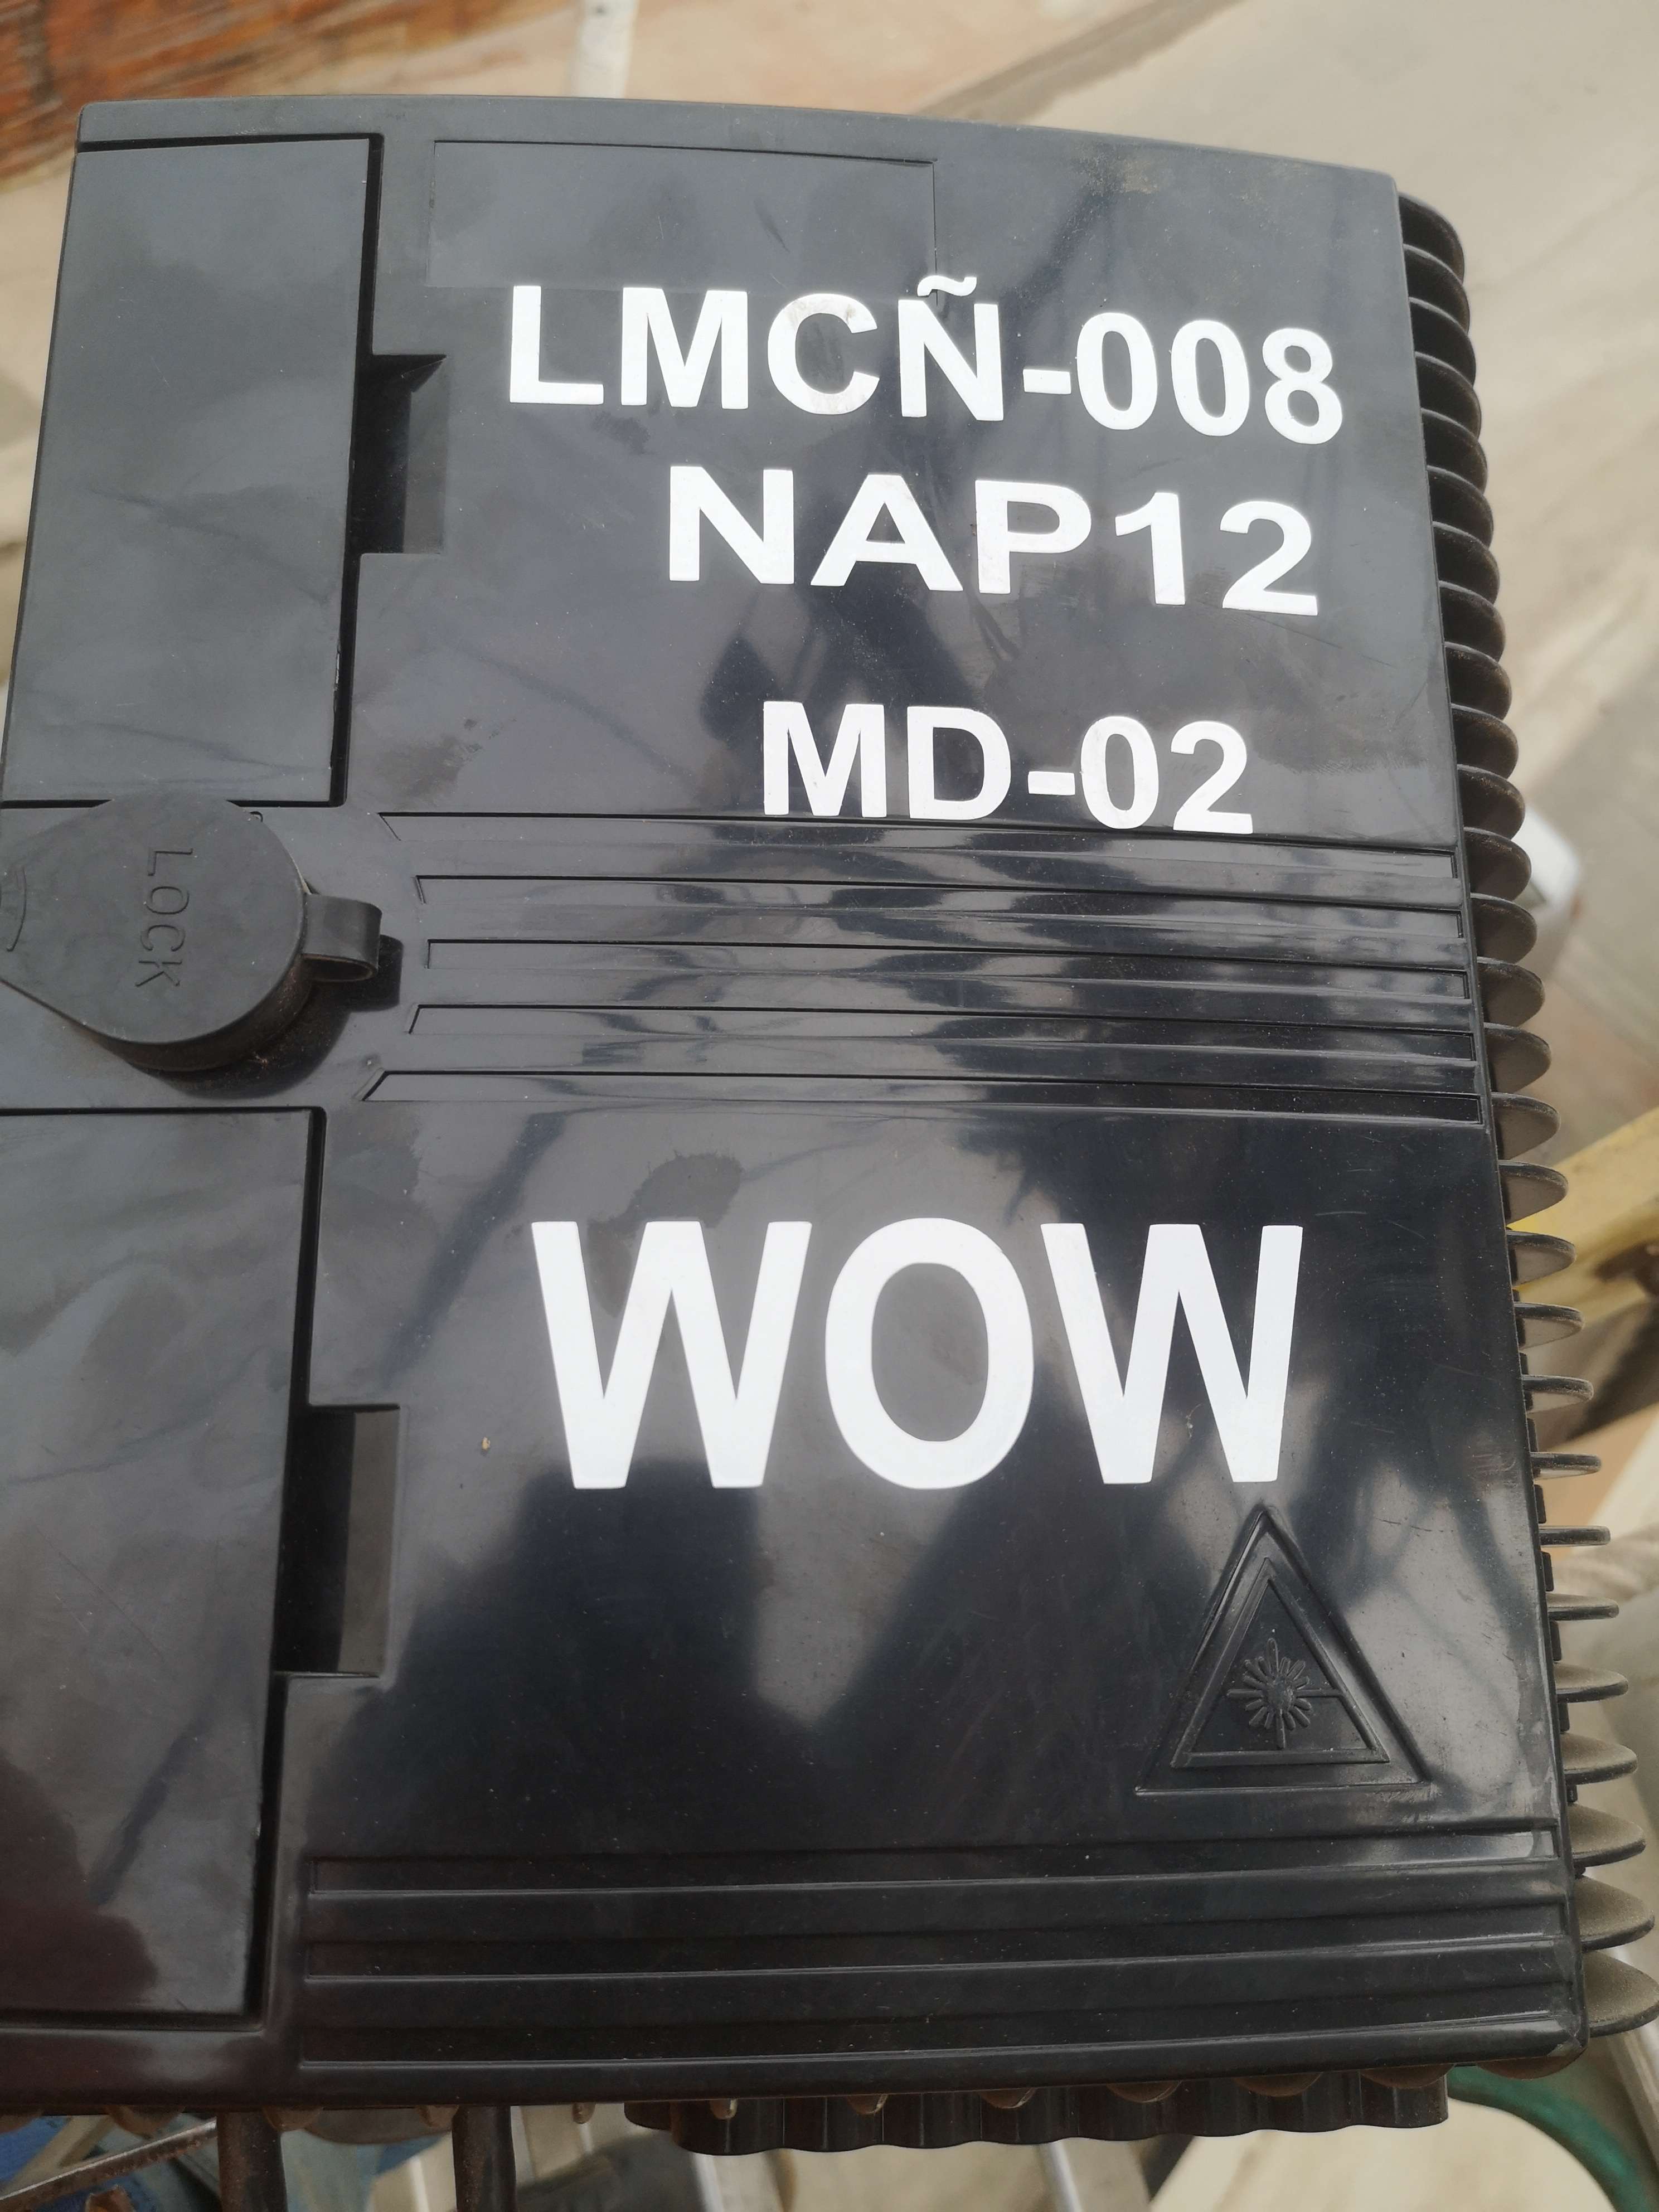 LMCÑ-008
NAP12
MD-02
LOCK
WOW